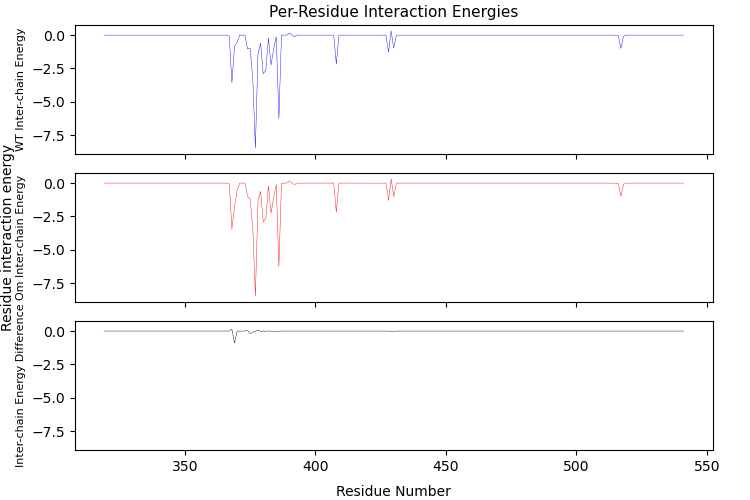 Per-Residue Interaction Energies
Residue interaction energy
WT Inter-chain Energy
0.0
−2.5
−5.0
−7.5
Om Inter-chain Energy
0.0
−2.5
−5.0
−7.5
Inter-chain Energy Difference
0.0
−2.5
−5.0
−7.5
350
400
450
500
550
Residue Number